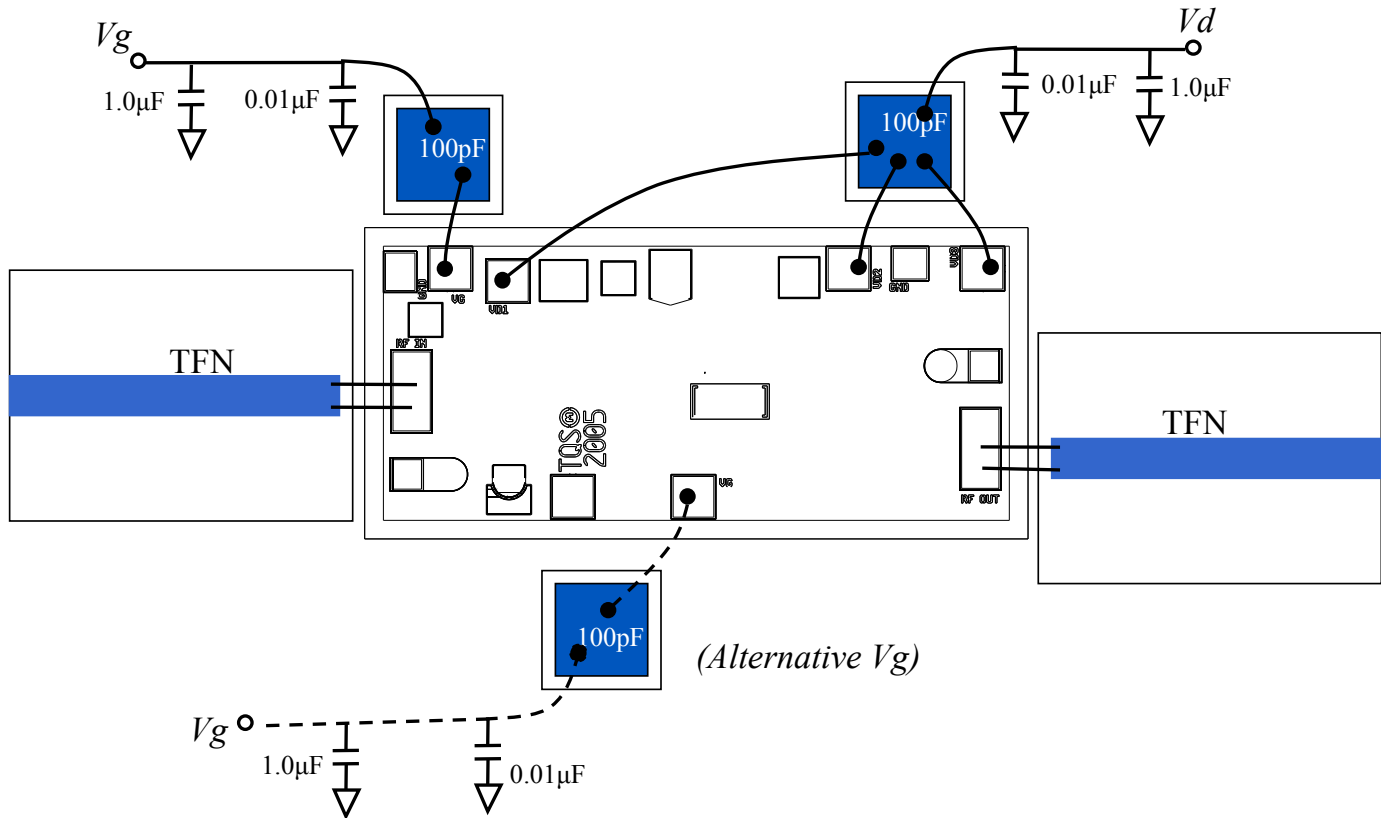 Vg
Vd
1.0μF
0.01μF
0.01μF
1.0μF
100pF
100pF
GND
VG
VD1
VD2
GND
VD3
RF IN
TFN
TFN
TQS
2005
VG
RF OUT
100pF
(Alternative Vg)
Vg
1.0μF
0.01μF